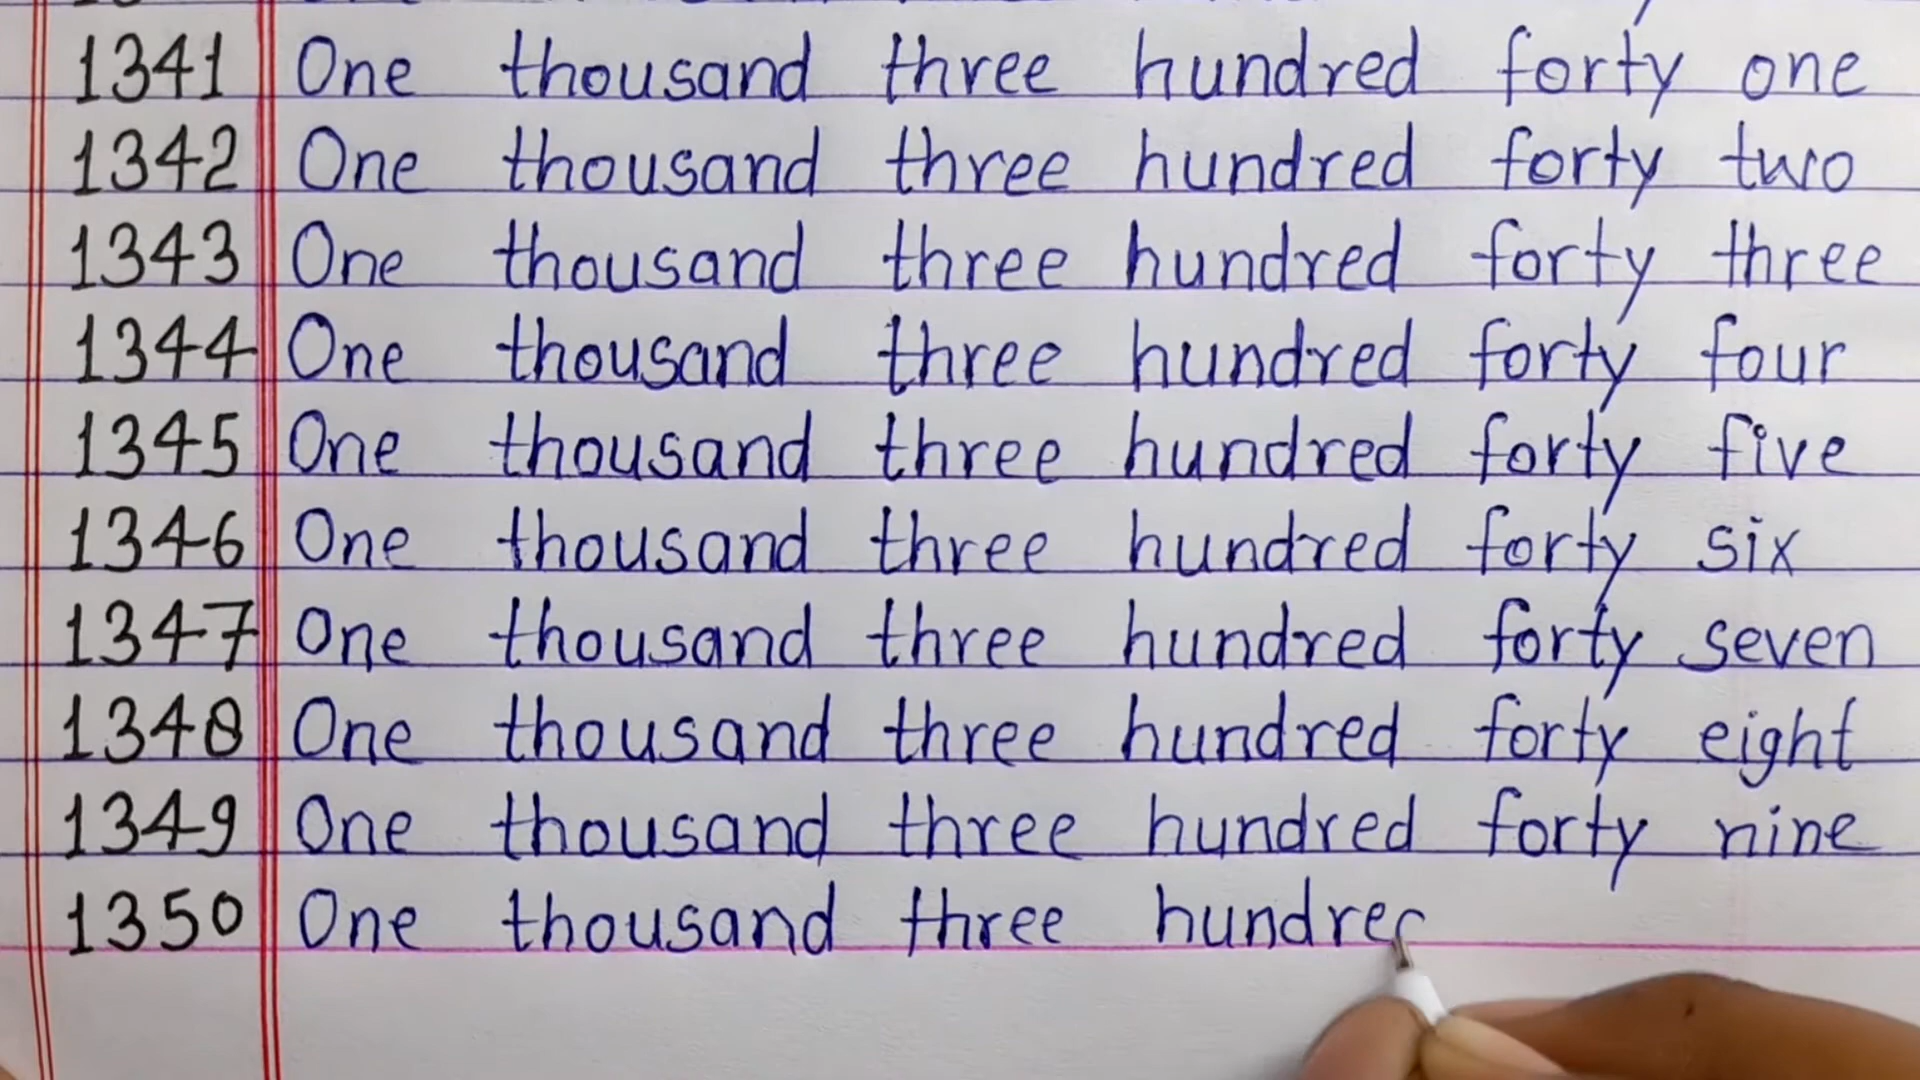 1341 One thousand three hundred forty one
1342 One thousand three hundred forty two
1343 One thousand three hundred forty three
1344 One thousand three hundred forty four
1345 One thousand three hundred forty five
1346 One thousand three hundred forty six
1347 One thousand three hundred forty seven
1348 One thousand three hundred forty eight
1349 One thousand three hundred forty nine
1350 One thousand three